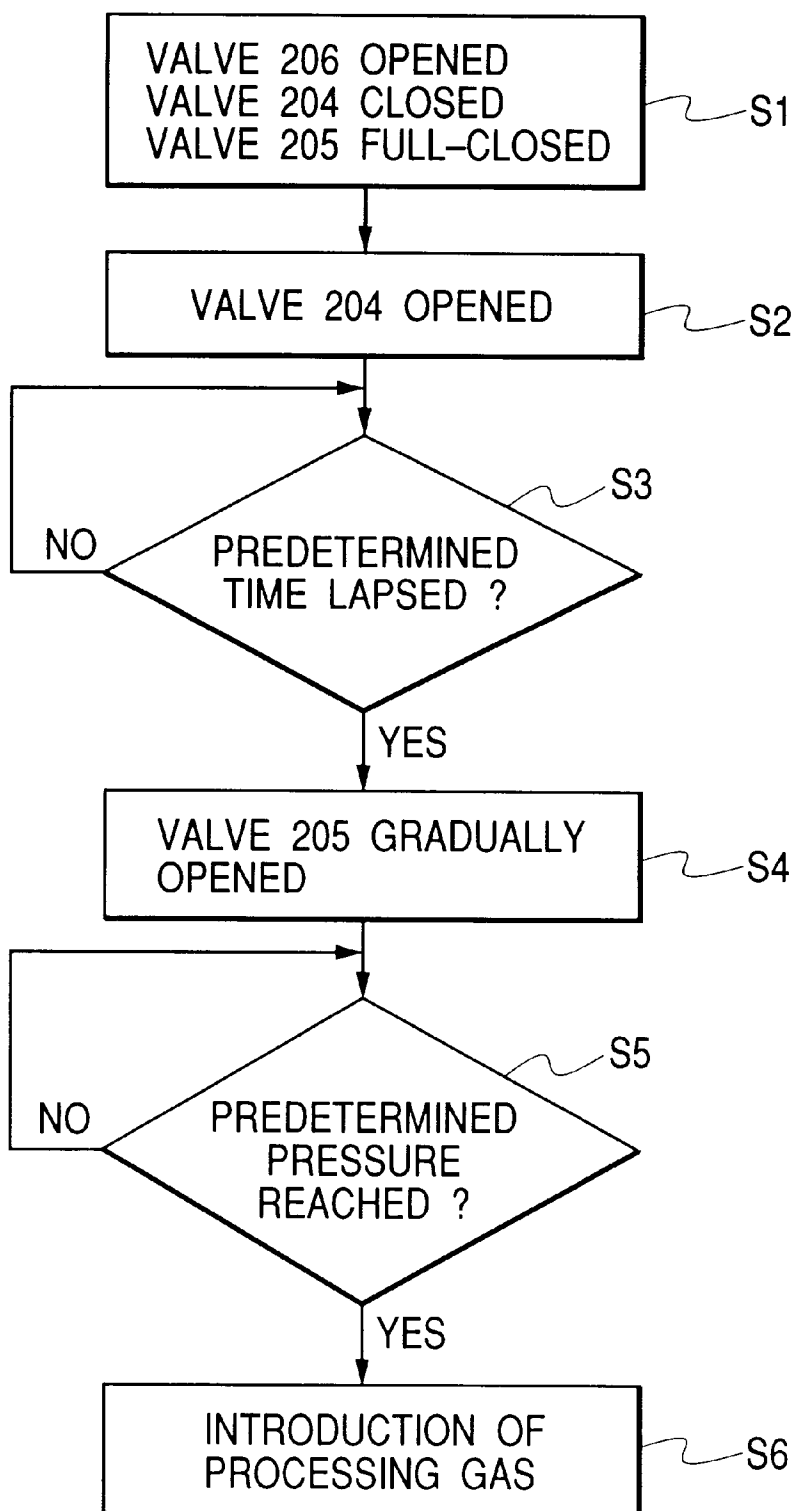 VALVE 206 OPENED
VALVE 204 CLOSED
VALVE 205 FULL–CLOSED
S1
VALVE 204 OPENED
S2
S3
NO
PREDETERMINED
TIME LAPSED ?
YES
VALVE 205 GRADUALLY
OPENED
S4
S5
NO
PREDETERMINED
PRESSURE
REACHED ?
YES
INTRODUCTION OF
PROCESSING GAS
S6